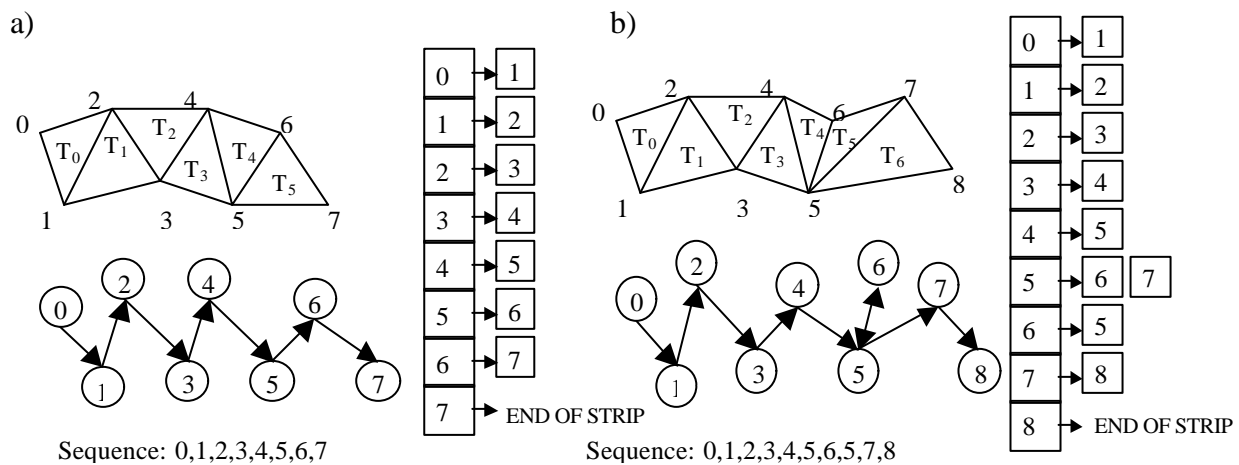 a)
0
2
4
6
T0
T1
T2
T3
T4
T5
1
3
5
7
0
2
4
6
1
3
5
7
Sequence: 0,1,2,3,4,5,6,7
0 1
1 2
2 3
3 4
4 5
5 6
6 7
7 END OF STRIP
b)
0
2
4
6
7
T0
T1
T2
T3
T4
T5
T6
1
3
5
8
0
2
4
6
7
1
3
5
8
Sequence: 0,1,2,3,4,5,6,5,7,8
0 1
1 2
2 3
3 4
4 5
5 6 7
6 5
7 8
8 END OF STRIP